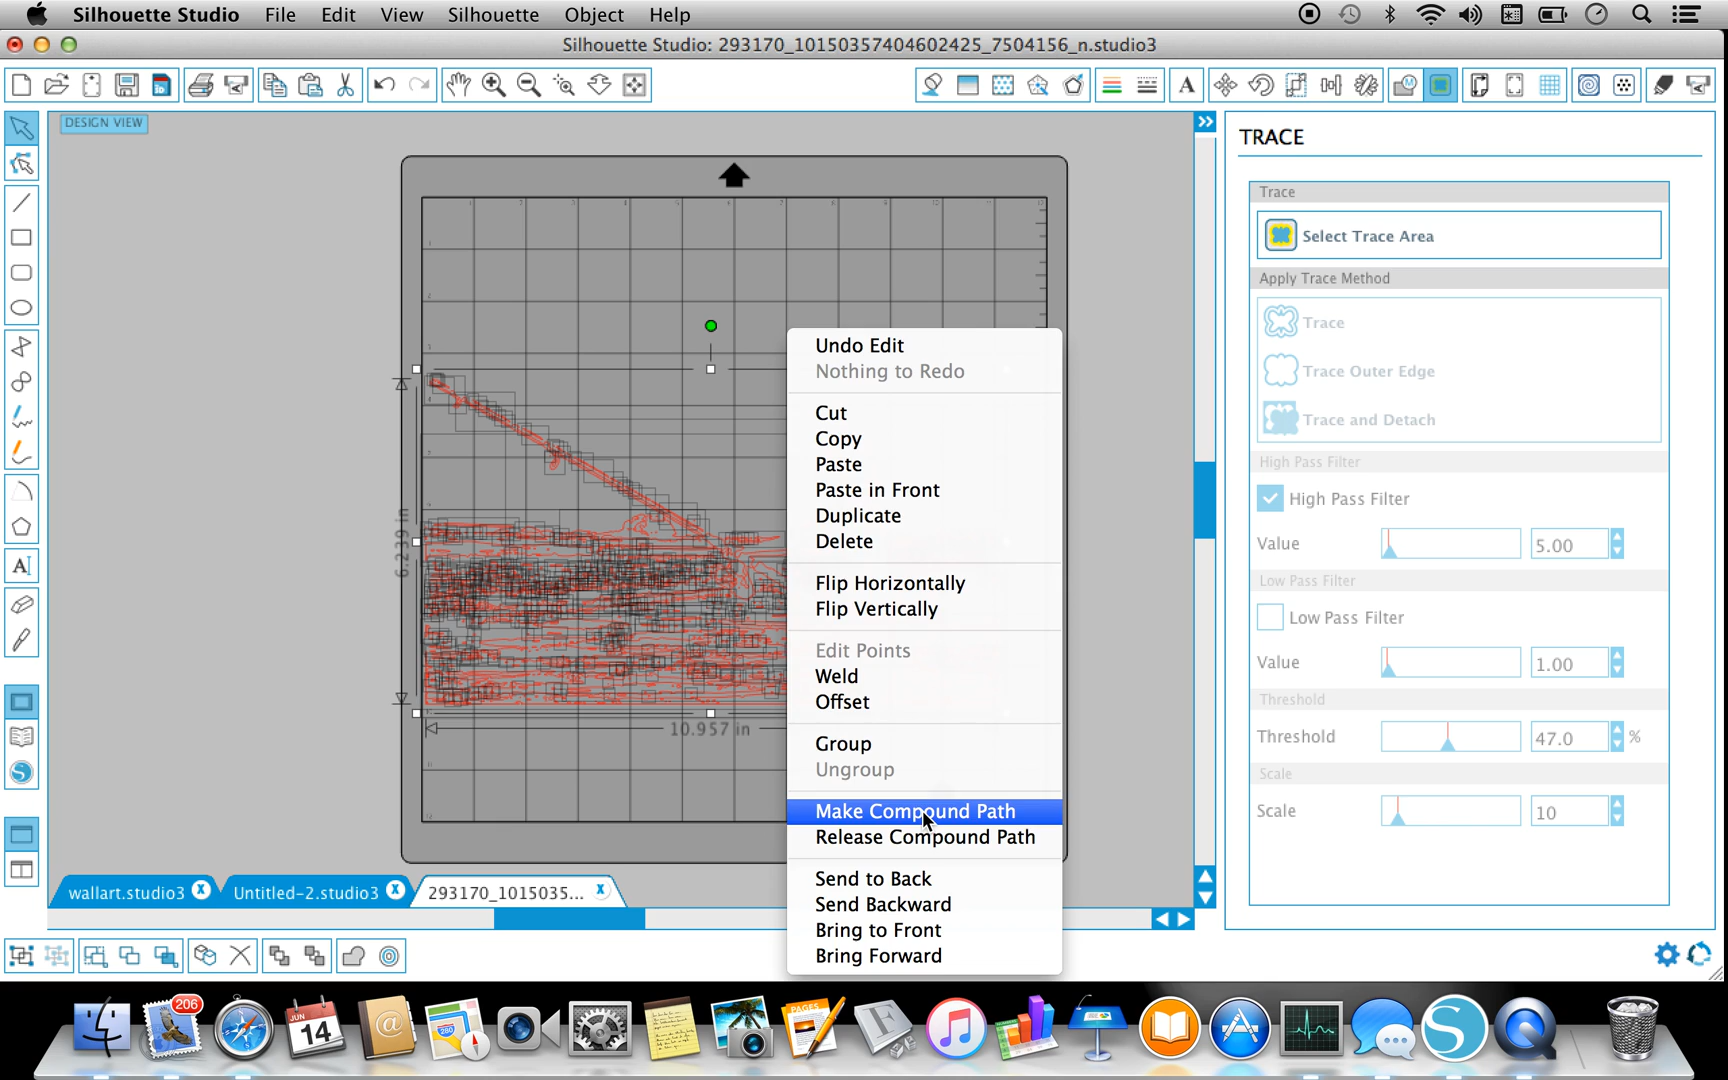 Silhouette Studio File Edit View Silhouette Object Help
Silhouette Studio: 293170_10150357404602425_7504156_n.studio3
DESIGN VIEW
TRACE
Trace
Select Trace Area
Apply Trace Method
Trace
Trace Outer Edge
Trace and Detach
High Pass Filter
High Pass Filter
Value 5.00
Low Pass Filter
Low Pass Filter
Value 1.00
Threshold
Threshold 47.0 %
Scale
Scale 10
Undo Edit
Nothing to Redo
Cut
Copy
Paste
Paste in Front
Duplicate
Delete
Flip Horizontally
Flip Vertically
Edit Points
Weld
Offset
Group
Ungroup
Make Compound Path
Release Compound Path
Send to Back
Send Backward
Bring to Front
Bring Forward
6.239 in
10.957 in
wallart.studio3 Untitled-2.studio3 293170_1015035...
206
JUN
14
280